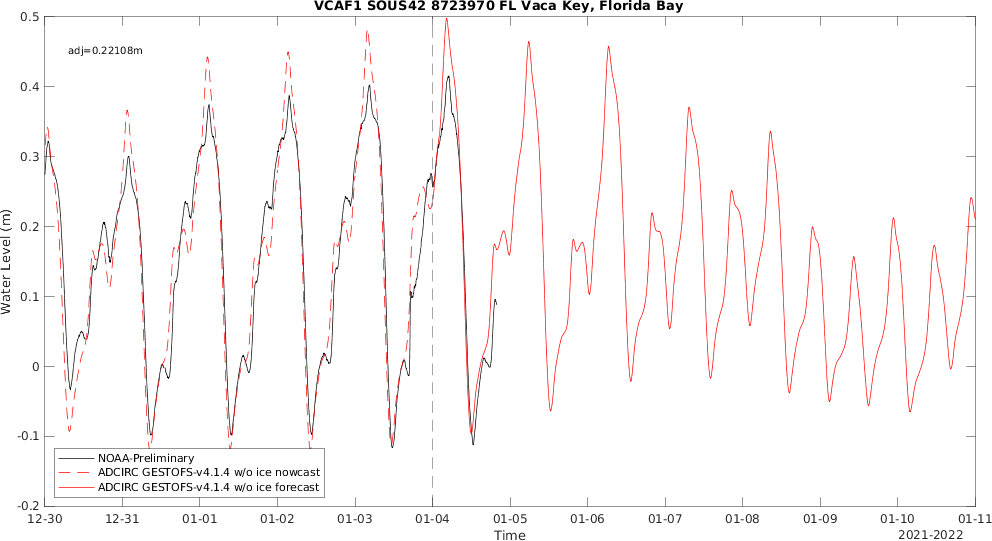 VCAF1 SOUS42 8723970 FL Vaca Key, Florida Bay
adj=0.22108m
Water Level (m)
0.5
0.4
0.3
0.2
0.1
0
-0.1
-0.2
NOAA-Preliminary
ADCIRC GESTOFS-v4.1.4 w/o ice nowcast
ADCIRC GESTOFS-v4.1.4 w/o ice forecast
12-30 12-31 01-01 01-02 01-03 01-04 01-05 01-06 01-07 01-08 01-09 01-10 01-11
Time
2021-2022